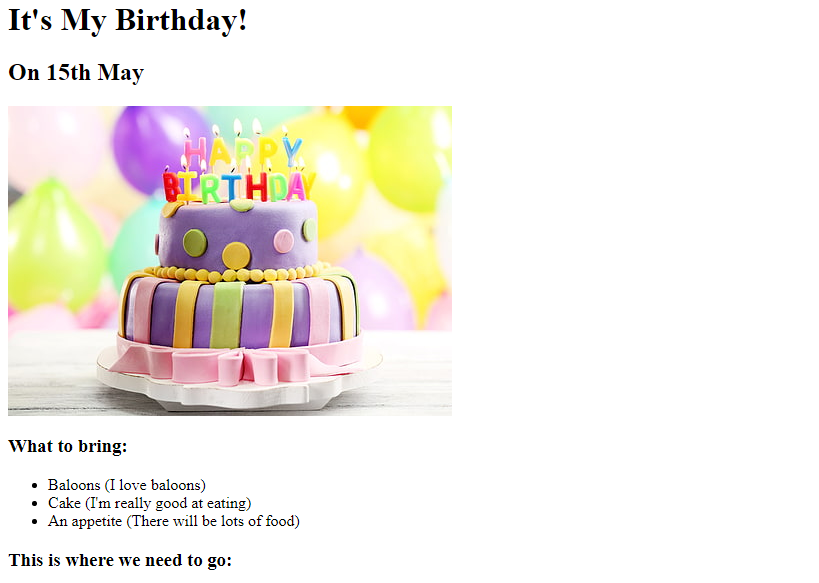 It's My Birthday!
On 15th May
HAPPY
BIRTHDAY
What to bring:
Baloons (I love baloons)
Cake (I'm really good at eating)
An appetite (There will be lots of food)
This is where we need to go: